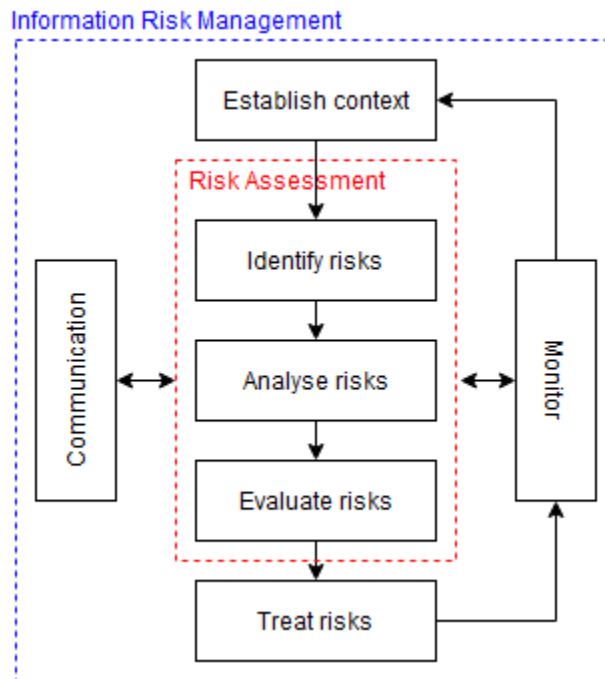 Information Risk Management
Establish context
Risk Assessment
Identify risks
Communication
Analyse risks
Monitor
Evaluate risks
Treat risks